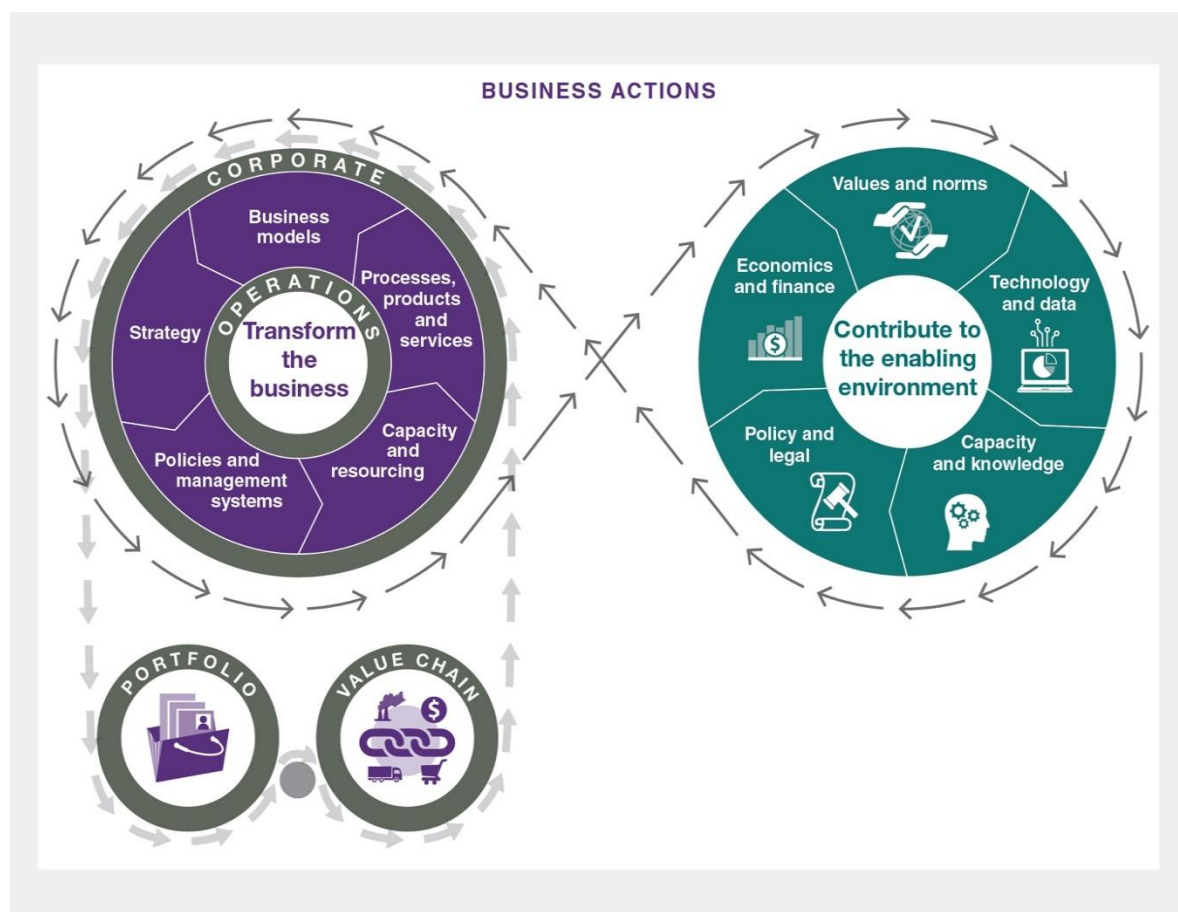 BUSINESS ACTIONS
CORPORATE
Business
models
Processes,
products
and
services
Capacity
and
resourcing
Policies and
management
systems
Strategy
OPERATIONS
Transform
the
business
PORTFOLIO
VALUE CHAIN
$
Values and norms
Technology
and data
Capacity
and knowledge
Policy and
legal
Economics
and finance
$
Contribute to
the enabling
environment